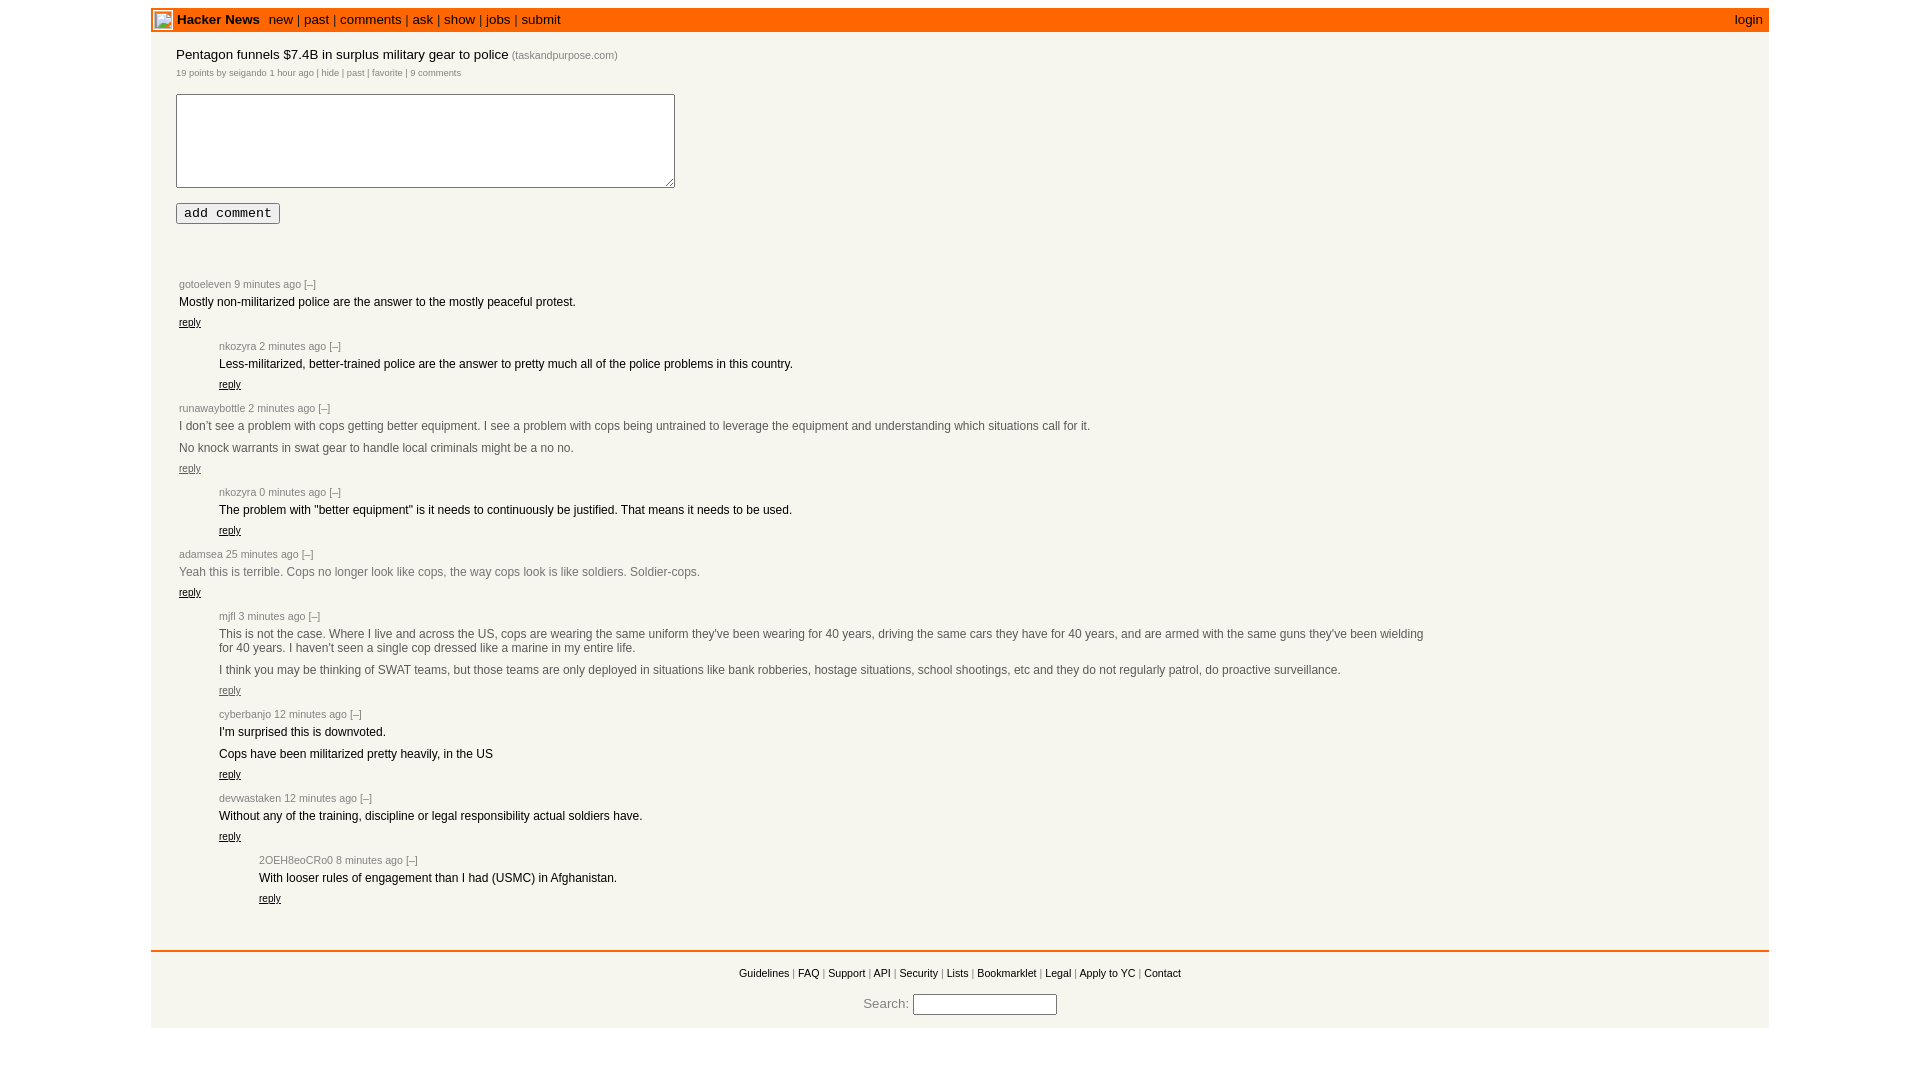 Hacker News new | past | comments | ask | show | jobs | submit login
Pentagon funnels $7.4B in surplus military gear to police (taskandpurpose.com)
19 points by seigando 1 hour ago | hide | past | favorite | 9 comments
add comment
gotoeleven 9 minutes ago [–]
Mostly non-militarized police are the answer to the mostly peaceful protest.
reply
nkozyra 2 minutes ago [–]
Less-militarized, better-trained police are the answer to pretty much all of the police problems in this country.
reply
runawaybottle 2 minutes ago [–]
I don’t see a problem with cops getting better equipment. I see a problem with cops being untrained to leverage the equipment and understanding which situations call for it.
No knock warrants in swat gear to handle local criminals might be a no no.
reply
nkozyra 0 minutes ago [–]
The problem with "better equipment" is it needs to continuously be justified. That means it needs to be used.
reply
adamsea 25 minutes ago [–]
Yeah this is terrible. Cops no longer look like cops, the way cops look is like soldiers. Soldier-cops.
reply
mjfl 3 minutes ago [–]
This is not the case. Where I live and across the US, cops are wearing the same uniform they've been wearing for 40 years, driving the same cars they have for 40 years, and are armed with the same guns they've been wielding
for 40 years. I haven't seen a single cop dressed like a marine in my entire life.
I think you may be thinking of SWAT teams, but those teams are only deployed in situations like bank robberies, hostage situations, school shootings, etc and they do not regularly patrol, do proactive surveillance.
reply
cyberbanjo 12 minutes ago [–]
I'm surprised this is downvoted.
Cops have been militarized pretty heavily, in the US
reply
devwastaken 12 minutes ago [–]
Without any of the training, discipline or legal responsibility actual soldiers have.
reply
2OEH8eoCRo0 8 minutes ago [–]
With looser rules of engagement than I had (USMC) in Afghanistan.
reply
Guidelines | FAQ | Support | API | Security | Lists | Bookmarklet | Legal | Apply to YC | Contact
Search: